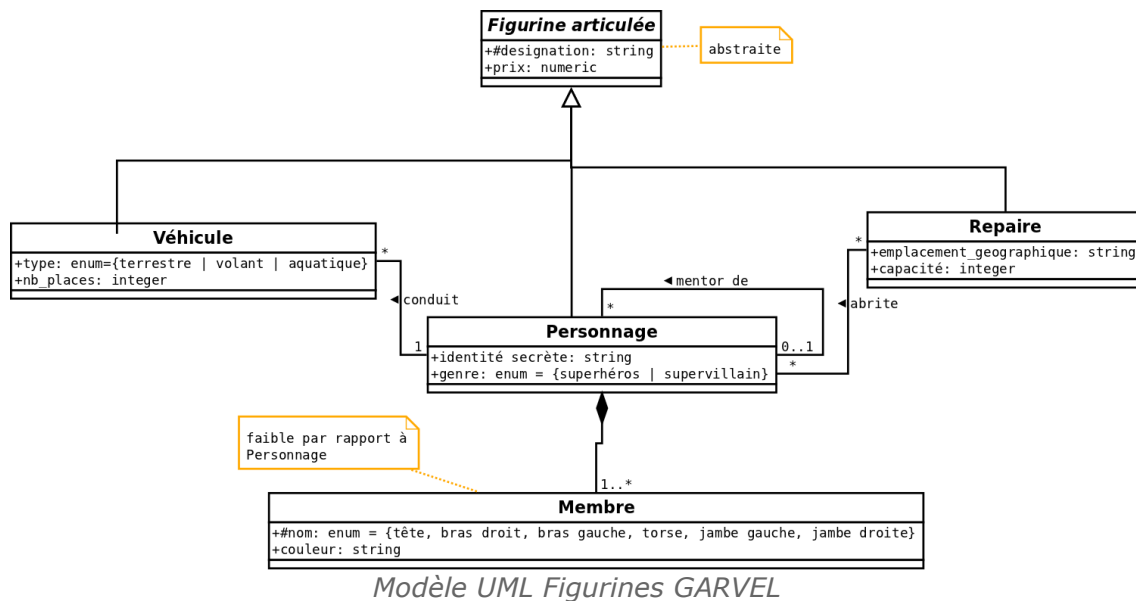 Figurine articulée
+#designation: string
+prix: numeric
abstraite
Véhicule
+type: enum={terrestre | volant | aquatique}
+nb_places: integer
Repaire
+emplacement_geographique: string
+capacité: integer
*
*
◄ mentor de
◄ conduit
*
◄ abrite
Personnage
+identité secrète: string
+genre: enum = {superhéros | supervillain}
1
0..1
*
faible par rapport à
Personnage
1..*
Membre
+#nom: enum = {tête, bras droit, bras gauche, torse, jambe gauche, jambe droite}
+couleur: string
Modèle UML Figurines GARVEL